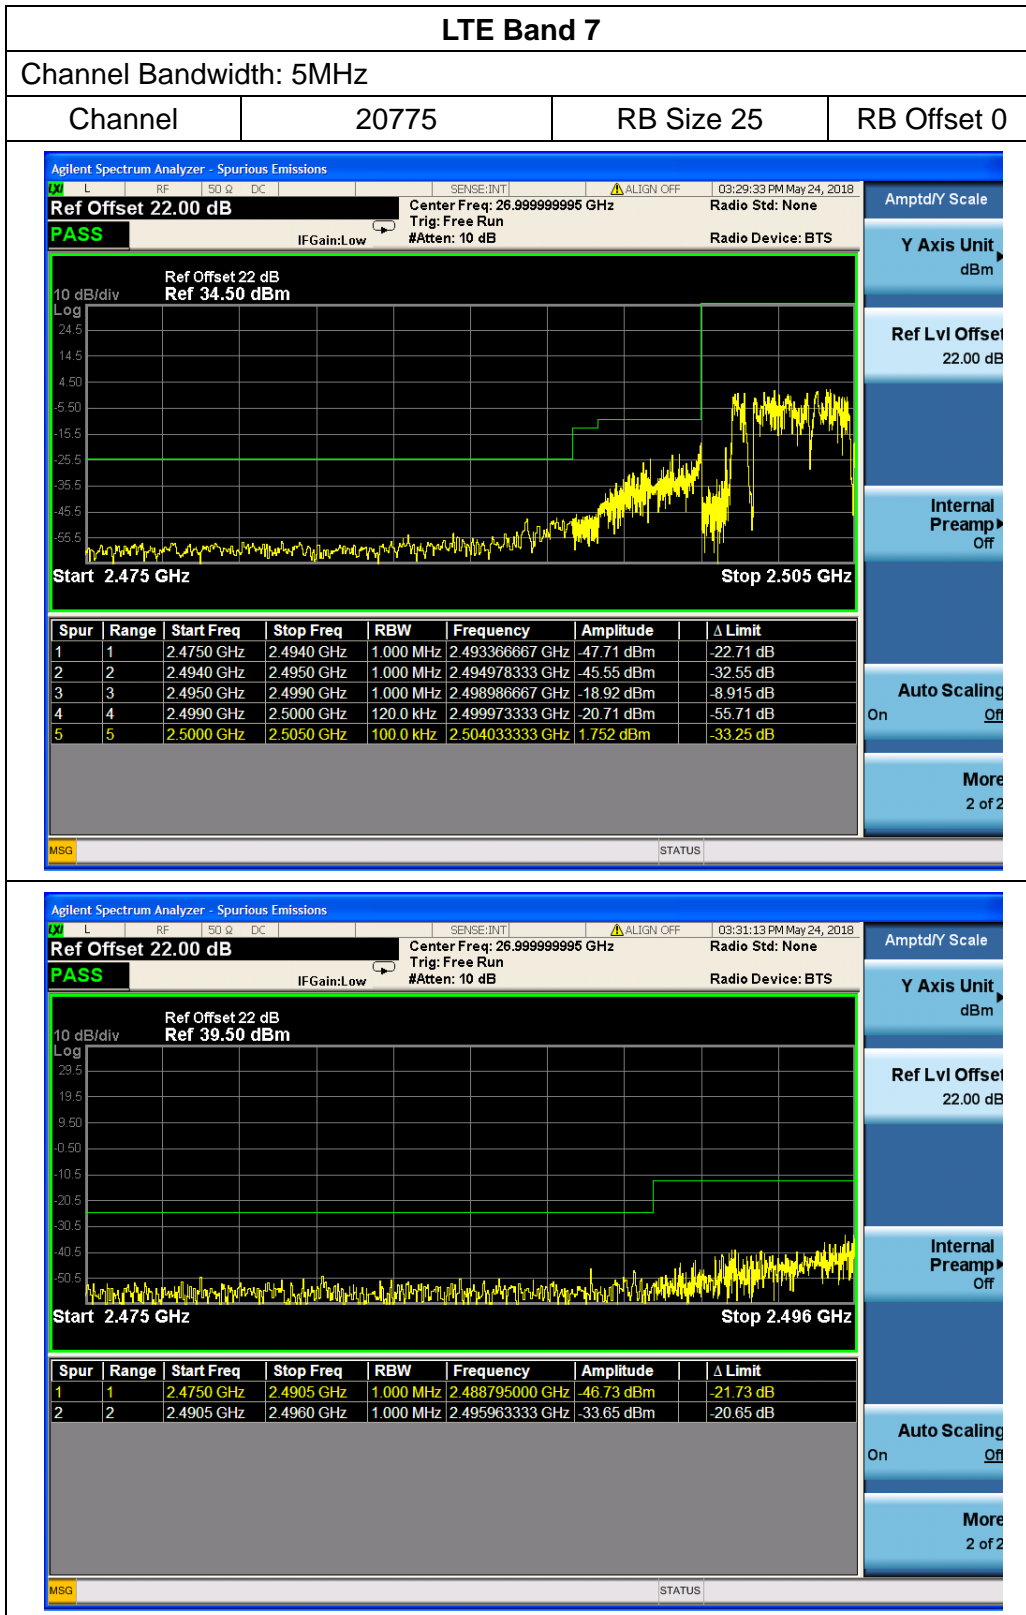 LTE Band 7
Channel Bandwidth: 5MHz
Channel 20775 RB Size 25 RB Offset 0
Agilent Spectrum Analyzer - Spurious Emissions
LXI L RF 50 Ω DC SENSE:INT ALIGN OFF 03:29:33 PM May 24, 2018
Ref Offset 22.00 dB Center Freq: 26.999999995 GHz Radio Std: None Amptd/Y Scale
PASS IFGain:Low Trig: Free Run
#Atten: 10 dB Radio Device: BTS
Y Axis Unit
dBm
Ref Offset 22 dB
10 dB/div Ref 34.50 dBm
Log
24.5
14.5
4.50
-5.50
-15.5
-25.5
-35.5
-45.5
-55.5
Start 2.475 GHz Stop 2.505 GHz
Ref Lvl Offset
22.00 dB
Internal
Preamp
Off
Spur Range Start Freq Stop Freq RBW Frequency Amplitude Δ Limit
1 1 2.4750 GHz 2.4940 GHz 1.000 MHz 2.493366667 GHz -47.71 dBm -22.71 dB
2 2 2.4940 GHz 2.4950 GHz 1.000 MHz 2.494978333 GHz -45.55 dBm -32.55 dB
3 3 2.4950 GHz 2.4990 GHz 1.000 MHz 2.498986667 GHz -18.92 dBm -8.915 dB
4 4 2.4990 GHz 2.5000 GHz 120.0 kHz 2.499973333 GHz -20.71 dBm -55.71 dB
5 5 2.5000 GHz 2.5050 GHz 100.0 kHz 2.504033333 GHz 1.752 dBm -33.25 dB
Auto Scaling
On Off
More
2 of 2
MSG STATUS
Agilent Spectrum Analyzer - Spurious Emissions
LXI L RF 50 Ω DC SENSE:INT ALIGN OFF 03:31:13 PM May 24, 2018
Ref Offset 22.00 dB Center Freq: 26.999999995 GHz Radio Std: None Amptd/Y Scale
PASS IFGain:Low Trig: Free Run
#Atten: 10 dB Radio Device: BTS
Y Axis Unit
dBm
Ref Offset 22 dB
10 dB/div Ref 39.50 dBm
Log
29.5
19.5
9.50
-0.50
-10.5
-20.5
-30.5
-40.5
-50.5
Start 2.475 GHz Stop 2.496 GHz
Ref Lvl Offset
22.00 dB
Internal
Preamp
Off
Spur Range Start Freq Stop Freq RBW Frequency Amplitude Δ Limit
1 1 2.4750 GHz 2.4905 GHz 1.000 MHz 2.488795000 GHz -46.73 dBm -21.73 dB
2 2 2.4905 GHz 2.4960 GHz 1.000 MHz 2.495963333 GHz -33.65 dBm -20.65 dB
Auto Scaling
On Off
More
2 of 2
MSG STATUS